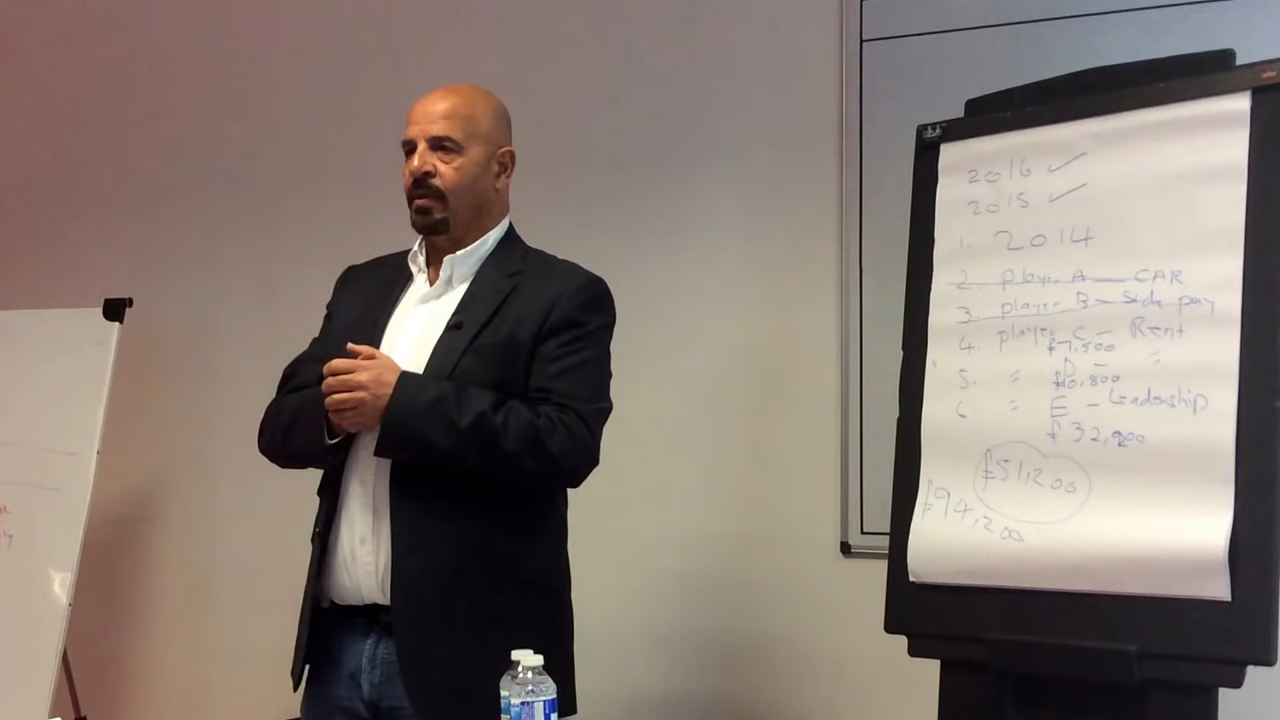 2016 ✓
2015 ✓
1. 2014
2. player A — CAR
3. player B — Side pay
4. player C — Rent
£7,500
5. " D — "
£10,800
6. " E — Leadership
£32,900
£51,200
£94,200